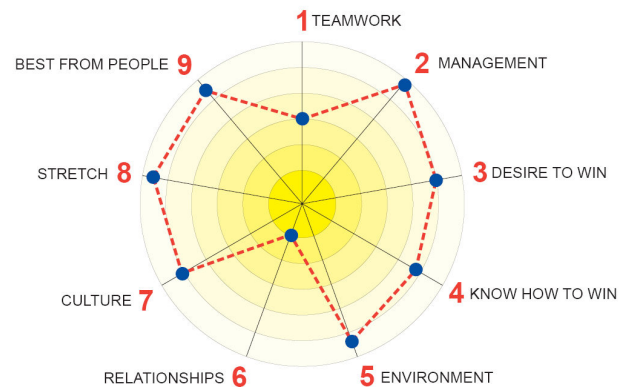 1 TEAMWORK
2 MANAGEMENT
3 DESIRE TO WIN
4 KNOW HOW TO WIN
5 ENVIRONMENT
RELATIONSHIPS 6
CULTURE 7
STRETCH 8
BEST FROM PEOPLE 9